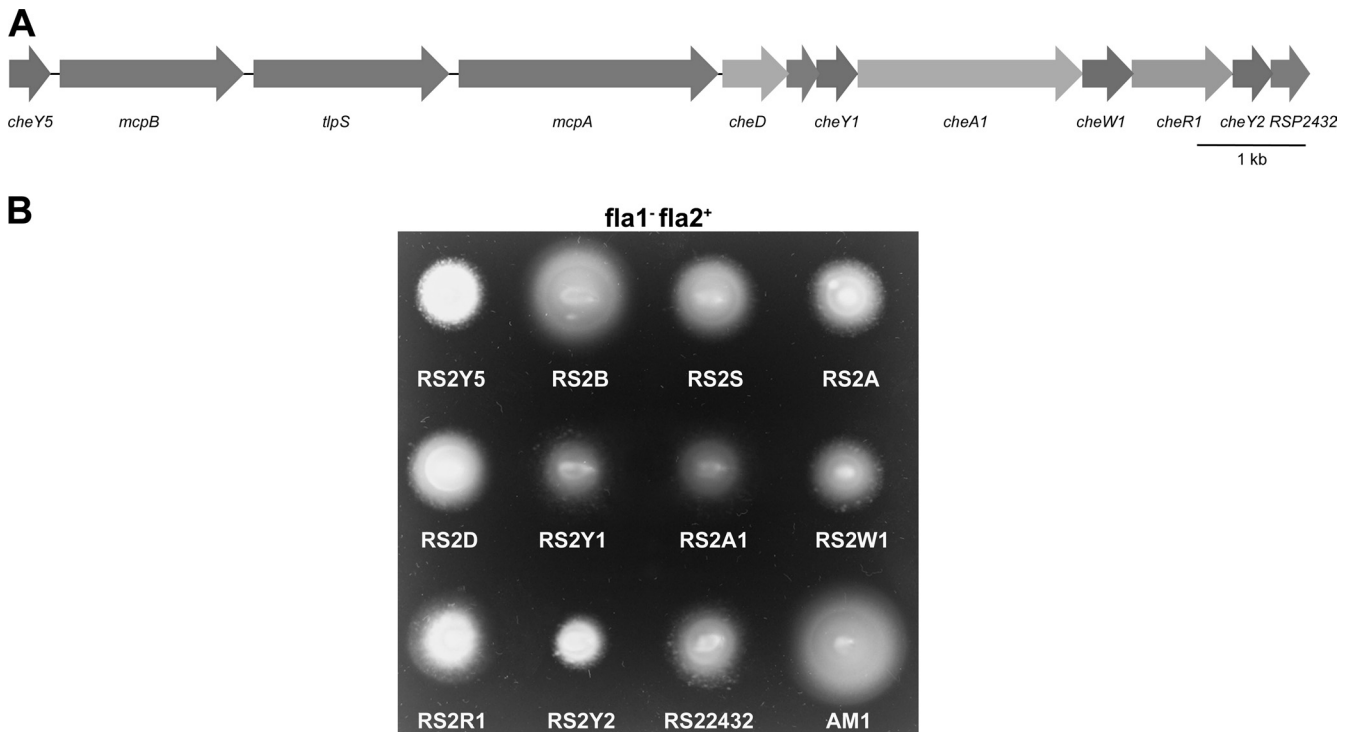 A
cheY5 mcpB tlpS mcpA cheD cheY1 cheA1 cheW1 cheR1 cheY2 RSP2432
1 kb
B
fla1- fla2+
RS2Y5 RS2B RS2S RS2A
RS2D RS2Y1 RS2A1 RS2W1
RS2R1 RS2Y2 RS22432 AM1